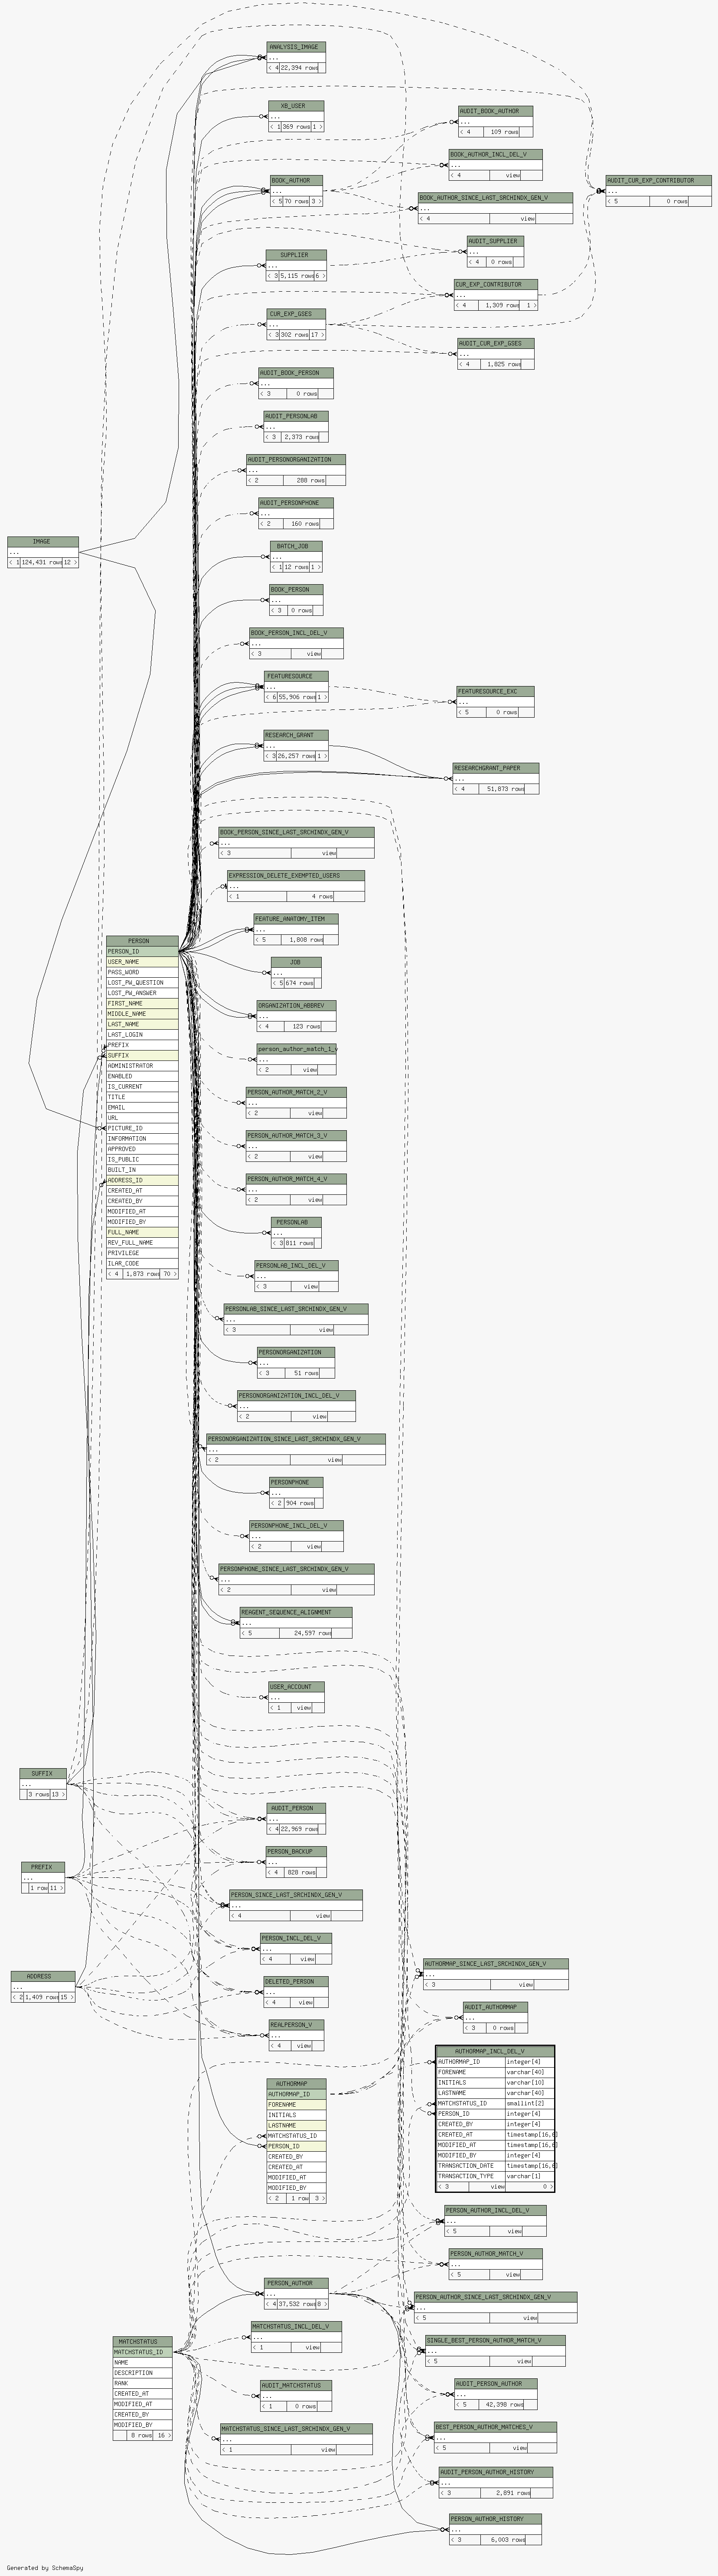 ANALYSIS_IMAGE
...
< 4 22,394 rows
XB_USER
...
< 1 369 rows 1 >
AUDIT_BOOK_AUTHOR
...
< 4 109 rows
BOOK_AUTHOR_INCL_DEL_V
...
< 4 view
BOOK_AUTHOR
...
< 5 70 rows 3 >
AUDIT_CUR_EXP_CONTRIBUTOR
...
< 5 0 rows
BOOK_AUTHOR_SINCE_LAST_SRCHINDX_GEN_V
...
< 4 view
AUDIT_SUPPLIER
...
< 4 0 rows
SUPPLIER
...
< 3 5,115 rows 6 >
CUR_EXP_CONTRIBUTOR
...
< 4 1,309 rows 1 >
CUR_EXP_GSES
...
< 3 302 rows 17 >
AUDIT_CUR_EXP_GSES
...
< 4 1,825 rows
AUDIT_BOOK_PERSON
...
< 3 0 rows
AUDIT_PERSONLAB
...
< 3 2,373 rows
AUDIT_PERSONORGANIZATION
...
< 2 288 rows
AUDIT_PERSONPHONE
...
< 2 160 rows
IMAGE
...
< 1 124,431 rows 12 >
BATCH_JOB
...
< 1 12 rows 1 >
BOOK_PERSON
...
< 3 0 rows
BOOK_PERSON_INCL_DEL_V
...
< 3 view
FEATURESOURCE
...
< 6 55,906 rows 1 >
FEATURESOURCE_EXC
...
< 5 0 rows
RESEARCH_GRANT
...
< 3 26,257 rows 1 >
RESEARCHGRANT_PAPER
...
< 4 51,873 rows
BOOK_PERSON_SINCE_LAST_SRCHINDX_GEN_V
...
< 3 view
EXPRESSION_DELETE_EXEMPTED_USERS
...
< 1 4 rows
FEATURE_ANATOMY_ITEM
...
< 5 1,808 rows
PERSON
PERSON_ID
USER_NAME
PASS_WORD
LOST_PW_QUESTION
LOST_PW_ANSWER
FIRST_NAME
MIDDLE_NAME
LAST_NAME
LAST_LOGIN
PREFIX
SUFFIX
ADMINISTRATOR
ENABLED
IS_CURRENT
TITLE
EMAIL
URL
PICTURE_ID
INFORMATION
APPROVED
IS_PUBLIC
BUILT_IN
ADDRESS_ID
CREATED_AT
CREATED_BY
MODIFIED_AT
MODIFIED_BY
FULL_NAME
REV_FULL_NAME
PRIVILEGE
ILAR_CODE
< 4 1,873 rows 70 >
JOB
...
< 5 674 rows
ORGANIZATION_ABBREV
...
< 4 123 rows
person_author_match_1_v
...
< 2 view
PERSON_AUTHOR_MATCH_2_V
...
< 2 view
PERSON_AUTHOR_MATCH_3_V
...
< 2 view
PERSON_AUTHOR_MATCH_4_V
...
< 2 view
PERSONLAB
...
< 3 811 rows
PERSONLAB_INCL_DEL_V
...
< 3 view
PERSONLAB_SINCE_LAST_SRCHINDX_GEN_V
...
< 3 view
PERSONORGANIZATION
...
< 3 51 rows
PERSONORGANIZATION_INCL_DEL_V
...
< 2 view
PERSONORGANIZATION_SINCE_LAST_SRCHINDX_GEN_V
...
< 2 view
PERSONPHONE
...
< 2 904 rows
PERSONPHONE_INCL_DEL_V
...
< 2 view
PERSONPHONE_SINCE_LAST_SRCHINDX_GEN_V
...
< 2 view
REAGENT_SEQUENCE_ALIGNMENT
...
< 5 24,597 rows
USER_ACCOUNT
...
< 1 view
SUFFIX
...
3 rows 13 >
AUDIT_PERSON
...
< 4 22,969 rows
PERSON_BACKUP
...
< 4 828 rows
PREFIX
...
1 row 11 >
PERSON_SINCE_LAST_SRCHINDX_GEN_V
...
< 4 view
PERSON_INCL_DEL_V
...
< 4 view
ADDRESS
...
< 2 1,409 rows 15 >
DELETED_PERSON
...
< 4 view
REALPERSON_V
...
< 4 view
AUTHORMAP_SINCE_LAST_SRCHINDX_GEN_V
...
< 3 view
AUDIT_AUTHORMAP
...
< 3 0 rows
AUTHORMAP_INCL_DEL_V
AUTHORMAP_ID integer[4]
FORENAME varchar[40]
INITIALS varchar[10]
LASTNAME varchar[40]
MATCHSTATUS_ID smallint[2]
PERSON_ID integer[4]
CREATED_BY integer[4]
CREATED_AT timestamp[16,6]
MODIFIED_AT timestamp[16,6]
MODIFIED_BY integer[4]
TRANSACTION_DATE timestamp[16,6]
TRANSACTION_TYPE varchar[1]
< 3 view 0 >
AUTHORMAP
AUTHORMAP_ID
FORENAME
INITIALS
LASTNAME
MATCHSTATUS_ID
PERSON_ID
CREATED_BY
CREATED_AT
MODIFIED_AT
MODIFIED_BY
< 2 1 row 3 >
PERSON_AUTHOR_INCL_DEL_V
...
< 5 view
PERSON_AUTHOR_MATCH_V
...
< 5 view
PERSON_AUTHOR
...
< 4 37,532 rows 8 >
PERSON_AUTHOR_SINCE_LAST_SRCHINDX_GEN_V
...
< 5 view
MATCHSTATUS_INCL_DEL_V
...
< 1 view
MATCHSTATUS
MATCHSTATUS_ID
NAME
DESCRIPTION
RANK
CREATED_AT
MODIFIED_AT
CREATED_BY
MODIFIED_BY
8 rows 16 >
SINGLE_BEST_PERSON_AUTHOR_MATCH_V
...
< 5 view
AUDIT_MATCHSTATUS
...
< 1 0 rows
AUDIT_PERSON_AUTHOR
...
< 5 42,398 rows
MATCHSTATUS_SINCE_LAST_SRCHINDX_GEN_V
...
< 1 view
BEST_PERSON_AUTHOR_MATCHES_V
...
< 5 view
AUDIT_PERSON_AUTHOR_HISTORY
...
< 3 2,891 rows
PERSON_AUTHOR_HISTORY
...
< 3 6,003 rows
Generated by SchemaSpy